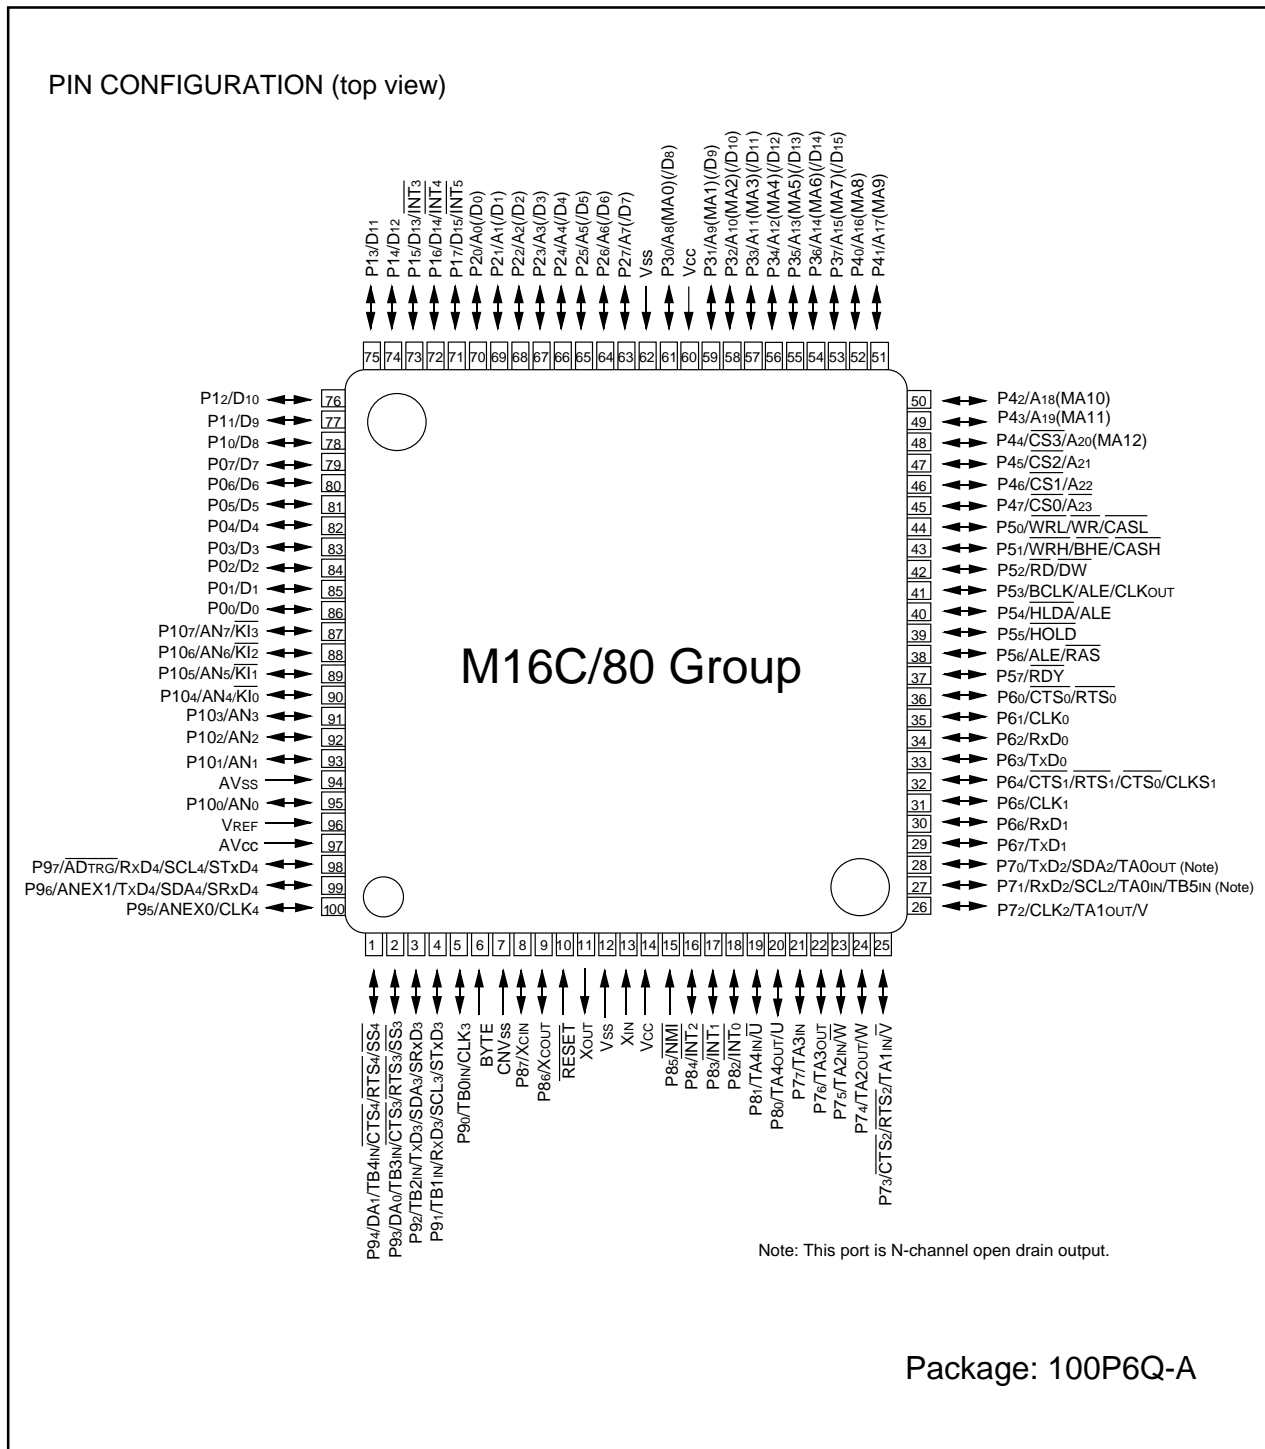 PIN CONFIGURATION (top view)
P13/D11
P14/D12
P15/D13/INT3
P16/D14/INT4
P17/D15/INT5
P20/A0(/D0)
P21/A1(/D1)
P22/A2(/D2)
P23/A3(/D3)
P24/A4(/D4)
P25/A5(/D5)
P26/A6(/D6)
P27/A7(/D7)
Vss
P30/A8(MA0)(/D8)
Vcc
P31/A9(MA1)(/D9)
P32/A10(MA2)(/D10)
P33/A11(MA3)(/D11)
P34/A12(MA4)(/D12)
P35/A13(MA5)(/D13)
P36/A14(MA6)(/D14)
P37/A15(MA7)(/D15)
P40/A16(MA8)
P41/A17(MA9)
75 74 73 72 71 70 69 68 67 66 65 64 63 62 61 60 59 58 57 56 55 54 53 52 51
P12/D10 76
P11/D9 77
P10/D8 78
P07/D7 79
P06/D6 80
P05/D5 81
P04/D4 82
P03/D3 83
P02/D2 84
P01/D1 85
P00/D0 86
P107/AN7/KI3 87
P106/AN6/KI2 88
P105/AN5/KI1 89
P104/AN4/KI0 90
P103/AN3 91
P102/AN2 92
P101/AN1 93
AVSS 94
P100/AN0 95
VREF 96
AVCC 97
P97/ADTRG/RxD4/SCL4/STxD4 98
P96/ANEX1/TxD4/SDA4/SRxD4 99
P95/ANEX0/CLK4 100
M16C/80 Group
50 P42/A18(MA10)
49 P43/A19(MA11)
48 P44/CS3/A20(MA12)
47 P45/CS2/A21
46 P46/CS1/A22
45 P47/CS0/A23
44 P50/WRL/WR/CASL
43 P51/WRH/BHE/CASH
42 P52/RD/DW
41 P53/BCLK/ALE/CLKOUT
40 P54/HLDA/ALE
39 P55/HOLD
38 P56/ALE/RAS
37 P57/RDY
36 P60/CTS0/RTS0
35 P61/CLK0
34 P62/RxD0
33 P63/TxD0
32 P64/CTS1/RTS1/CTS0/CLKS1
31 P65/CLK1
30 P66/RxD1
29 P67/TxD1
28 P70/TxD2/SDA2/TA0OUT (Note)
27 P71/RxD2/SCL2/TA0IN/TB5IN (Note)
26 P72/CLK2/TA1OUT/V
1 2 3 4 5 6 7 8 9 10 11 12 13 14 15 16 17 18 19 20 21 22 23 24 25
P94/DA1/TB4IN/CTS4/RTS4/SS4
P93/DA0/TB3IN/CTS3/RTS3/SS3
P92/TB2IN/TxD3/SDA3/SRxD3
P91/TB1IN/RxD3/SCL3/STxD3
P90/TB0IN/CLK3
BYTE
CNVss
P87/XCIN
P86/XCOUT
RESET
XOUT
VSS
XIN
VCC
P85/NMI
P84/INT2
P83/INT1
P82/INT0
P81/TA4IN/U
P80/TA4OUT/U
P77/TA3IN
P76/TA3OUT
P75/TA2IN/W
P74/TA2OUT/W
P73/CTS2/RTS2/TA1IN/V
Note: This port is N-channel open drain output.
Package: 100P6Q-A